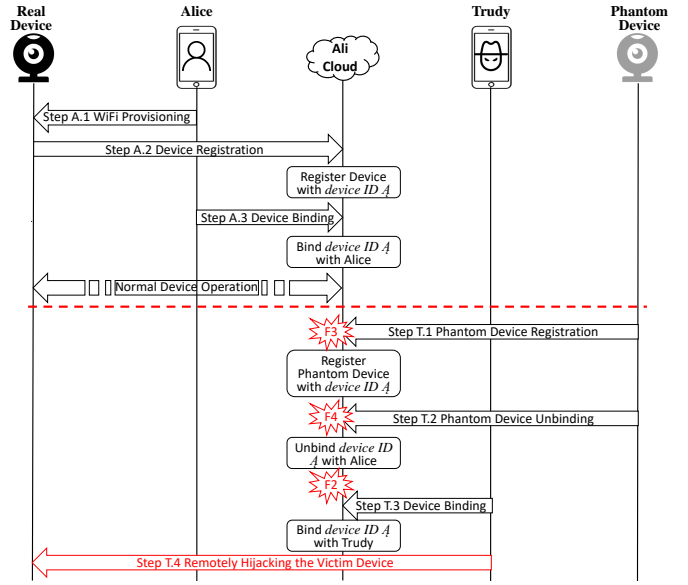 Real
Device
Alice
Ali
Cloud
Trudy
Phantom
Device
Step A.1 WiFi Provisioning
Step A.2 Device Registration
Register Device
with device ID Ą
Step A.3 Device Binding
Bind device ID Ą
with Alice
Normal Device Operation
F3
Step T.1 Phantom Device Registration
Register
Phantom Device
with device ID Ą
F4
Step T.2 Phantom Device Unbinding
Unbind device ID
Ą with Alice
F2
Step T.3 Device Binding
Bind device ID Ą
with Trudy
Step T.4 Remotely Hijacking the Victim Device